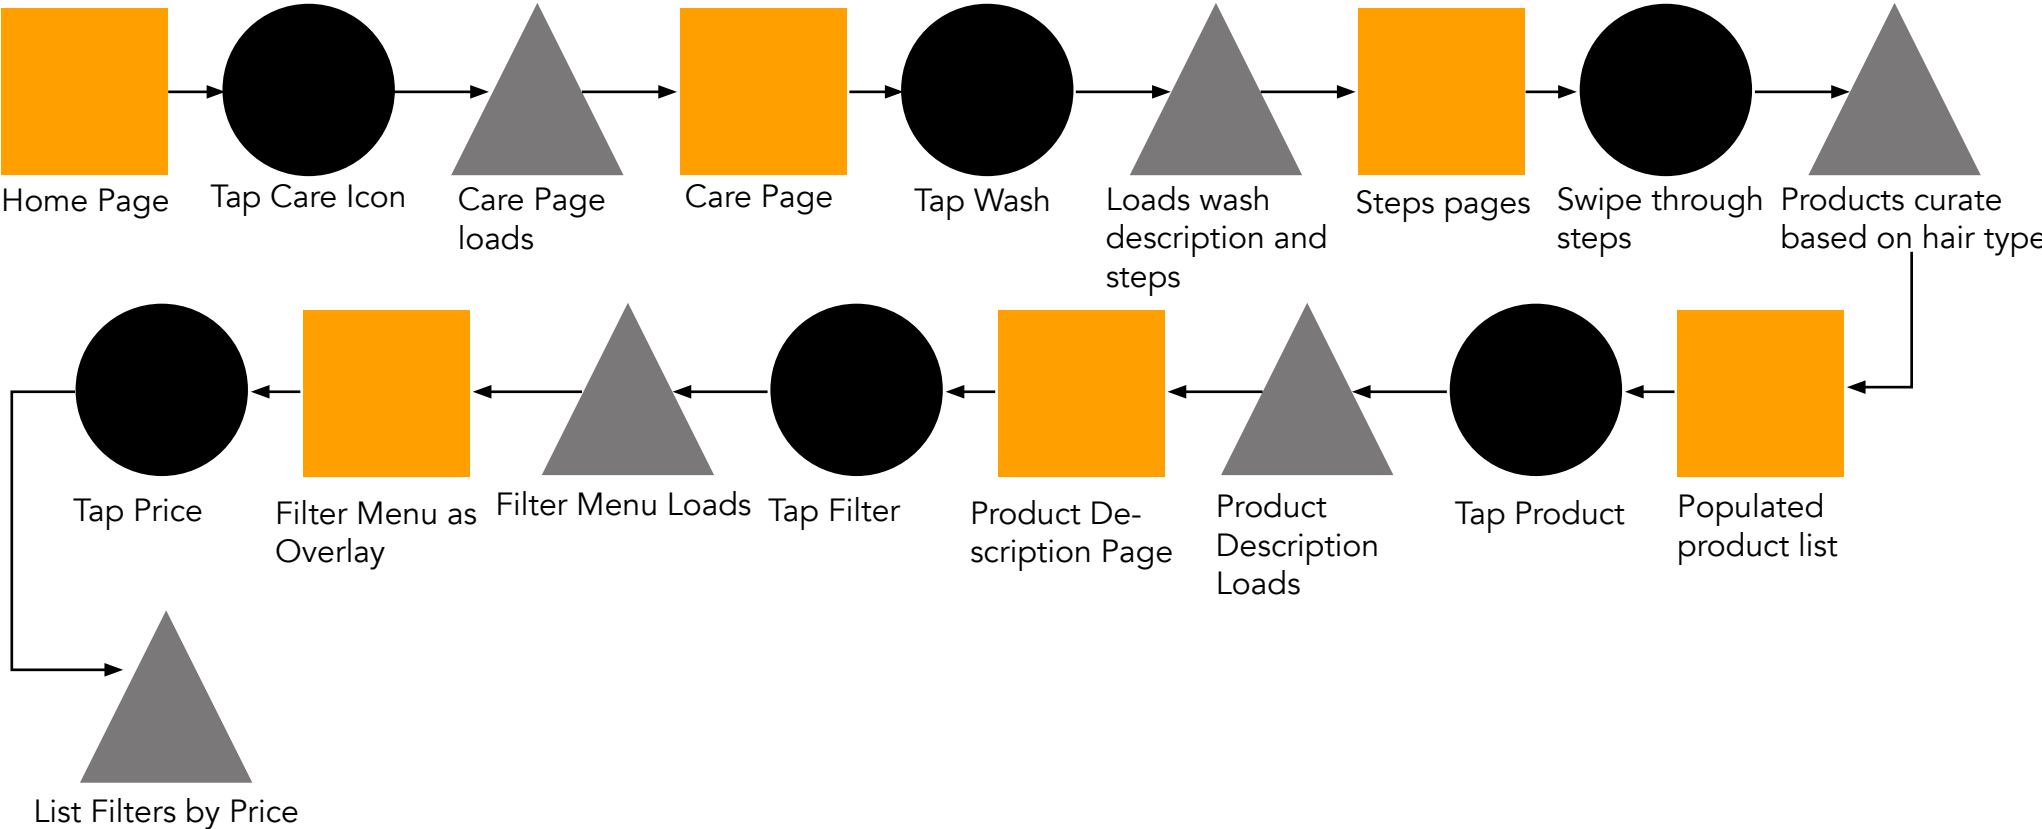 Home Page
Tap Care Icon
Care Page
loads
Care Page
Tap Wash
Loads wash
description and
steps
Steps pages
Swipe through
steps
Products curate
based on hair type
Populated
product list
Tap Product
Product
Description
Loads
Product De-
scription Page
Tap Filter
Filter Menu Loads
Filter Menu as
Overlay
Tap Price
List Filters by Price